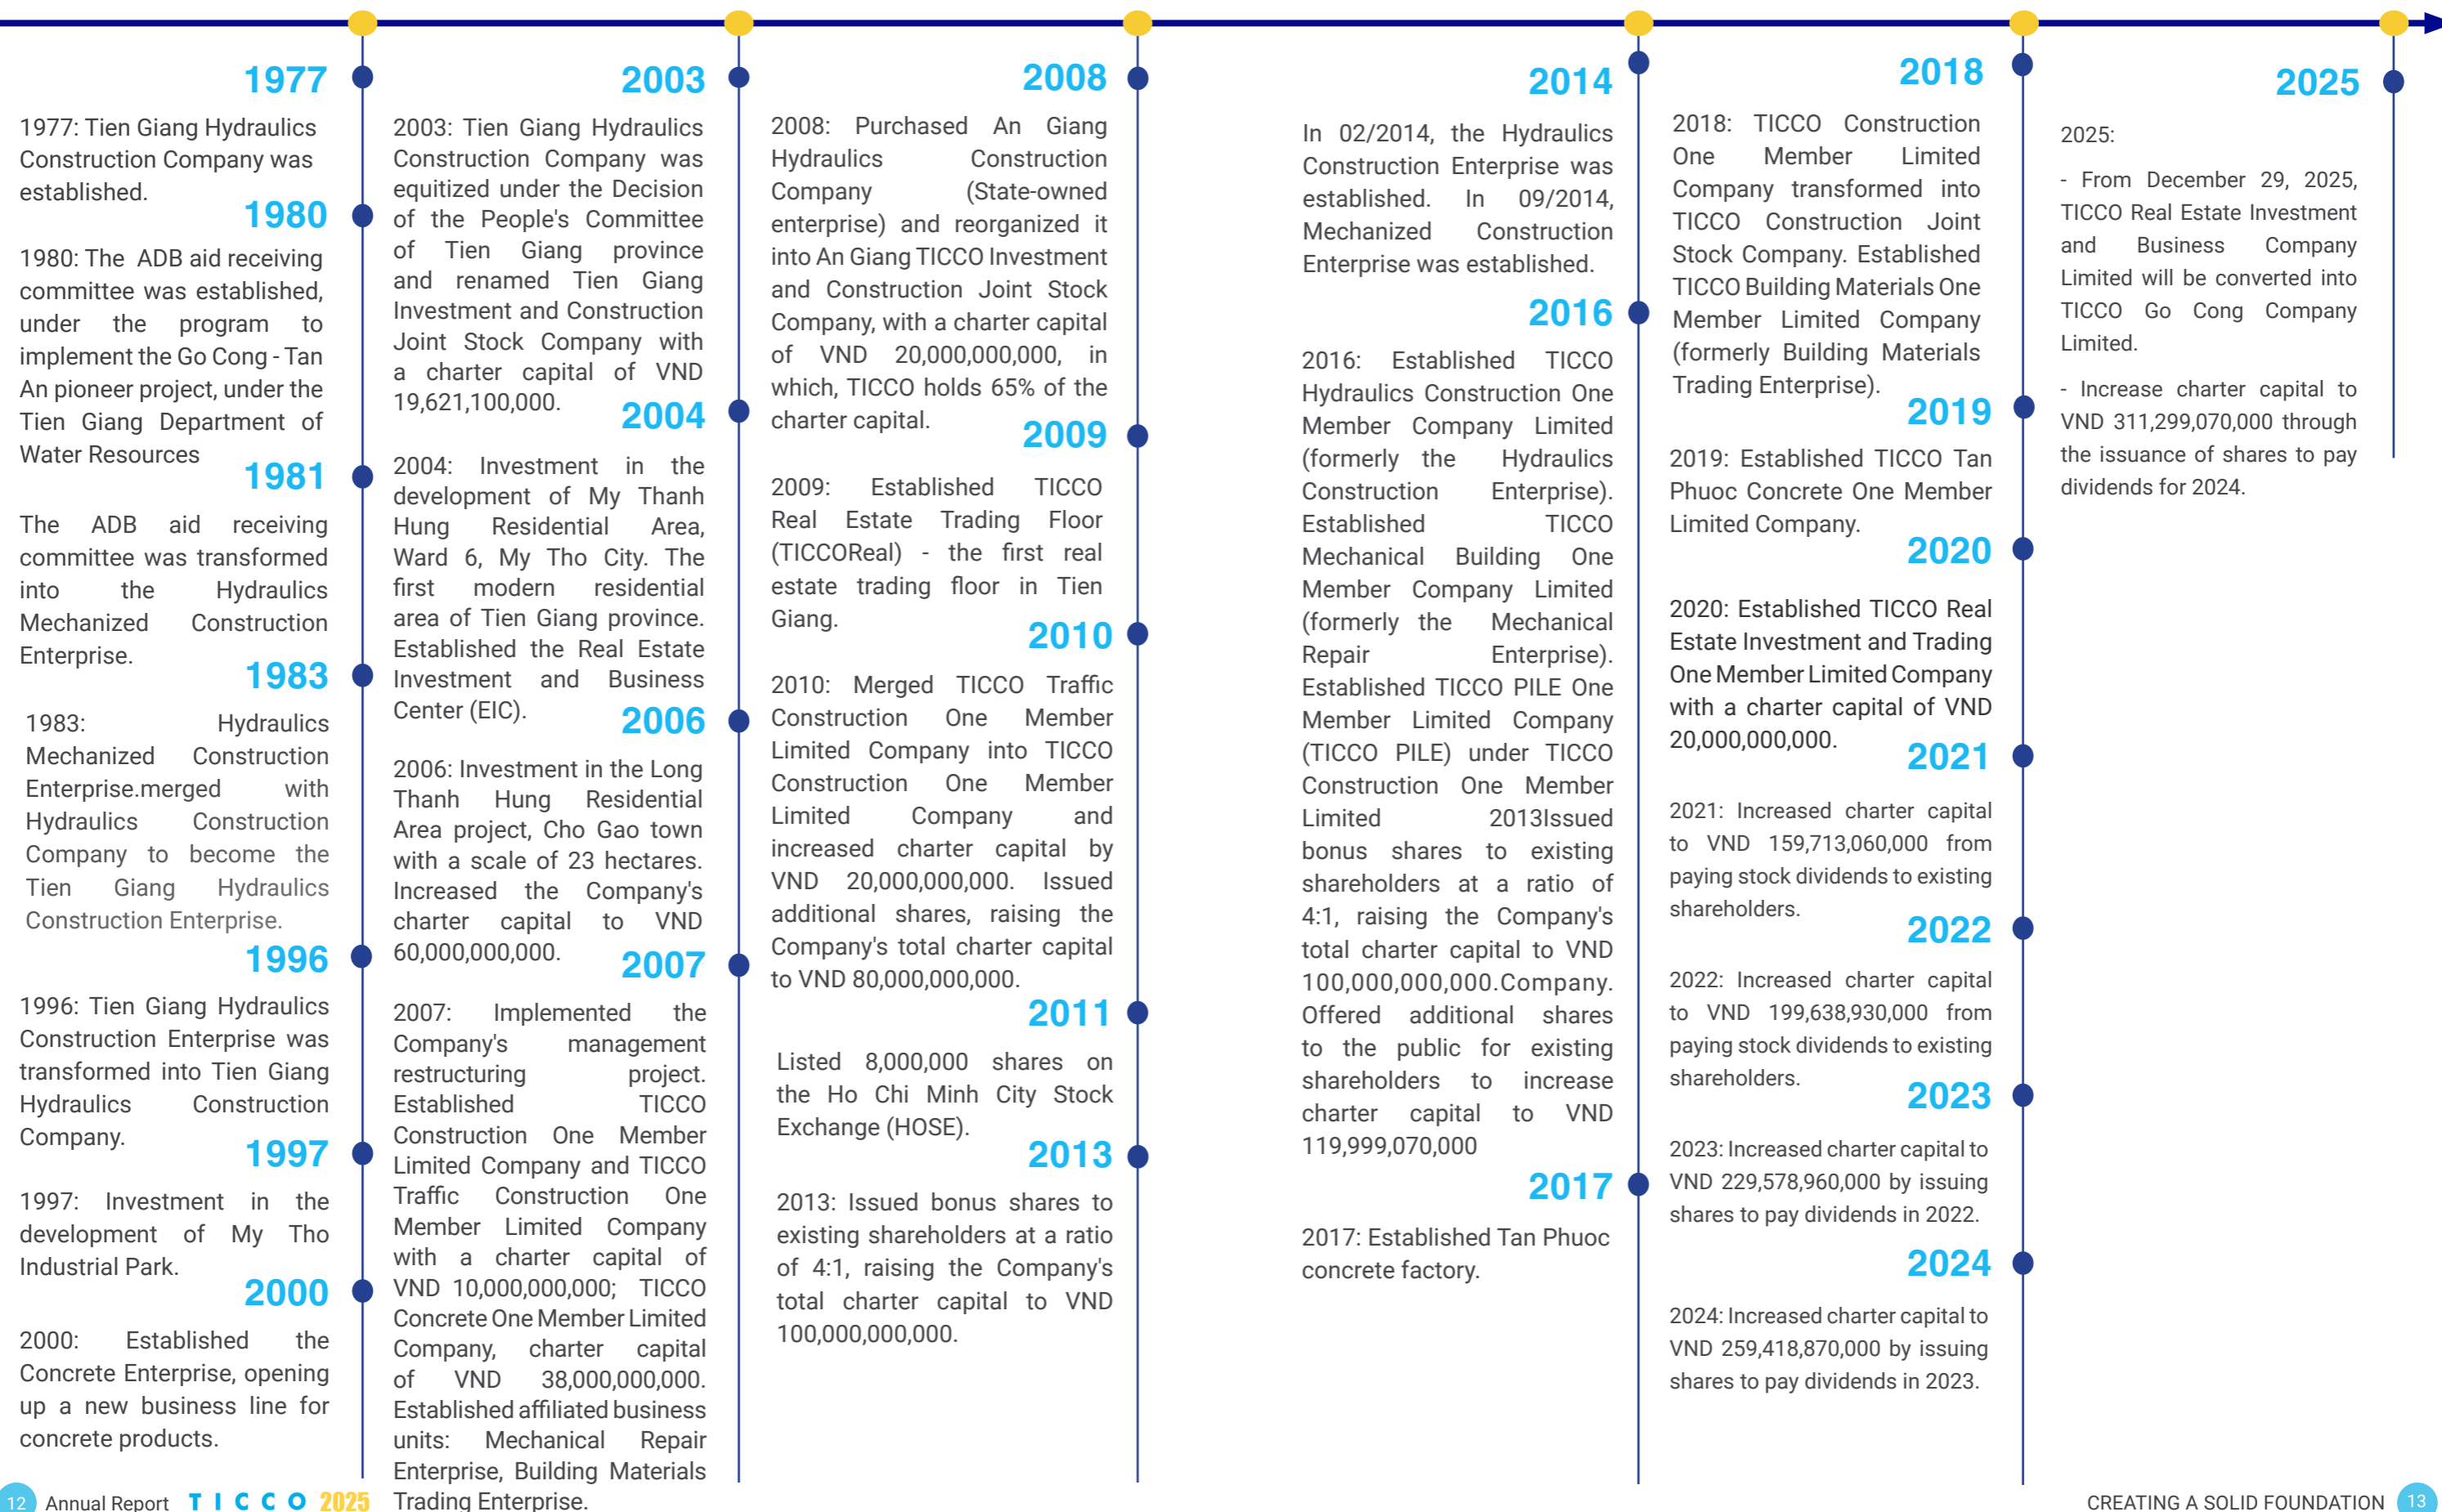 1977
1977: Tien Giang Hydraulics
Construction Company was
established.
1980
1980: The ADB aid receiving
committee was established,
under the program to
implement the Go Cong - Tan
An pioneer project, under the
Tien Giang Department of
Water Resources
1981
The ADB aid receiving
committee was transformed
into the Hydraulics
Mechanized Construction
Enterprise.
1983
1983: Hydraulics
Mechanized Construction
Enterprise.merged with
Hydraulics Construction
Company to become the
Tien Giang Hydraulics
Construction Enterprise.
1996
1996: Tien Giang Hydraulics
Construction Enterprise was
transformed into Tien Giang
Hydraulics Construction
Company.
1997
1997: Investment in the
development of My Tho
Industrial Park.
2000
2000: Established the
Concrete Enterprise, opening
up a new business line for
concrete products.
2003
2003: Tien Giang Hydraulics
Construction Company was
equitized under the Decision
of the People's Committee
of Tien Giang province
and renamed Tien Giang
Investment and Construction
Joint Stock Company with
a charter capital of VND
19,621,100,000.
2004
2004: Investment in the
development of My Thanh
Hung Residential Area,
Ward 6, My Tho City. The
first modern residential
area of Tien Giang province.
Established the Real Estate
Investment and Business
Center (EIC).
2006
2006: Investment in the Long
Thanh Hung Residential
Area project, Cho Gao town
with a scale of 23 hectares.
Increased the Company's
charter capital to VND
60,000,000,000.
2007
2007: Implemented the
Company's management
restructuring project.
Established TICCO
Construction One Member
Limited Company and TICCO
Traffic Construction One
Member Limited Company
with a charter capital of
VND 10,000,000,000; TICCO
Concrete One Member Limited
Company, charter capital
of VND 38,000,000,000.
Established affiliated business
units: Mechanical Repair
Enterprise, Building Materials
Trading Enterprise.
2008
2008: Purchased An Giang
Hydraulics Construction
Company (State-owned
enterprise) and reorganized it
into An Giang TICCO Investment
and Construction Joint Stock
Company, with a charter capital
of VND 20,000,000,000, in
which, TICCO holds 65% of the
charter capital.
2009
2009: Established TICCO
Real Estate Trading Floor
(TICCOReal) - the first real
estate trading floor in Tien
Giang.
2010
2010: Merged TICCO Traffic
Construction One Member
Limited Company into TICCO
Construction One Member
Limited Company and
increased charter capital by
VND 20,000,000,000. Issued
additional shares, raising the
Company's total charter capital
to VND 80,000,000,000.
2011
Listed 8,000,000 shares on
the Ho Chi Minh City Stock
Exchange (HOSE).
2013
2013: Issued bonus shares to
existing shareholders at a ratio
of 4:1, raising the Company's
total charter capital to VND
100,000,000,000.
2014
In 02/2014, the Hydraulics
Construction Enterprise was
established. In 09/2014,
Mechanized Construction
Enterprise was established.
2016
2016: Established TICCO
Hydraulics Construction One
Member Company Limited
(formerly the Hydraulics
Construction Enterprise).
Established TICCO
Mechanical Building One
Member Company Limited
(formerly the Mechanical
Repair Enterprise).
Established TICCO PILE One
Member Limited Company
(TICCO PILE) under TICCO
Construction One Member
Limited 2013Issued
bonus shares to existing
shareholders at a ratio of
4:1, raising the Company's
total charter capital to VND
100,000,000,000.Company.
Offered additional shares
to the public for existing
shareholders to increase
charter capital to VND
119,999,070,000
2017
2017: Established Tan Phuoc
concrete factory.
2018
2018: TICCO Construction
One Member Limited
Company transformed into
TICCO Construction Joint
Stock Company. Established
TICCO Building Materials One
Member Limited Company
(formerly Building Materials
Trading Enterprise).
2019
2019: Established TICCO Tan
Phuoc Concrete One Member
Limited Company.
2020
2020: Established TICCO Real
Estate Investment and Trading
One Member Limited Company
with a charter capital of VND
20,000,000,000.
2021
2021: Increased charter capital
to VND 159,713,060,000 from
paying stock dividends to existing
shareholders.
2022
2022: Increased charter capital
to VND 199,638,930,000 from
paying stock dividends to existing
shareholders.
2023
2023: Increased charter capital to
VND 229,578,960,000 by issuing
shares to pay dividends in 2022.
2024
2024: Increased charter capital to
VND 259,418,870,000 by issuing
shares to pay dividends in 2023.
2025
2025:
- From December 29, 2025,
TICCO Real Estate Investment
and Business Company
Limited will be converted into
TICCO Go Cong Company
Limited.
- Increase charter capital to
VND 311,299,070,000 through
the issuance of shares to pay
dividends for 2024.
12 Annual Report TICCO 2025
CREATING A SOLID FOUNDATION 13